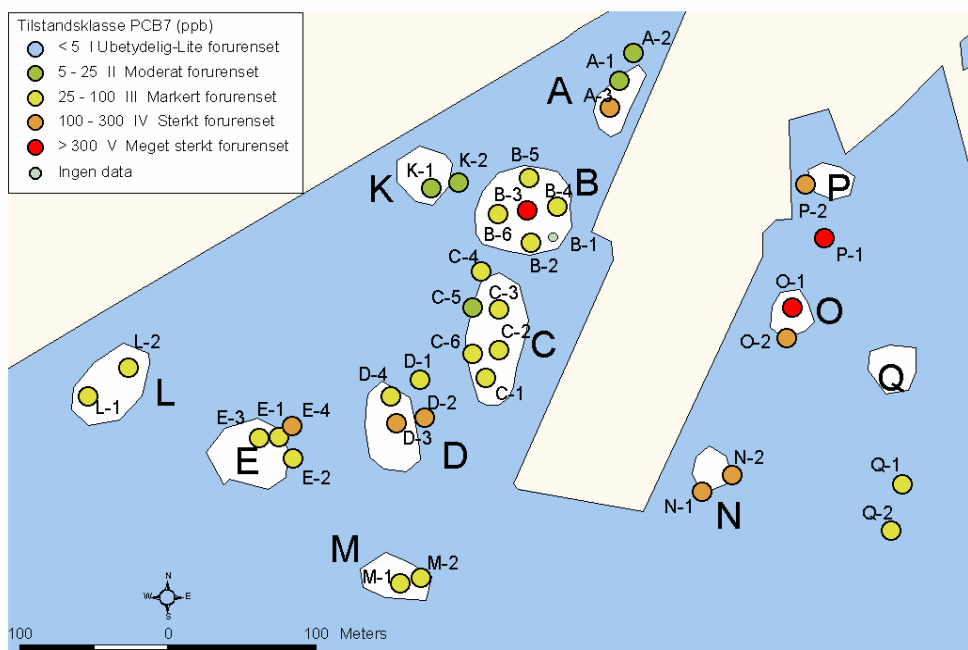 Tilstandsklasse PCB7 (ppb)
< 5 I Ubetydelig-Lite forurenset
5 - 25 II Moderat forurenset
25 - 100 III Markert forurenset
100 - 300 IV Sterkt forurenset
> 300 V Meget sterkt forurenset
Ingen data
A-2
A-1
A
A-3
K-2
K-1
K
B-5
B
B-3
B-4
B-6
B-1
B-2
P
P-2
P-1
C-4
C-3
C-5
C-2
C
C-6
C-1
O-1
O
O-2
L-2
L
L-1
D-1
D-4
D-2
D-3
D
Q
E-1
E-4
E-3
E
E-2
N-2
N-1
N
Q-1
Q-2
M
M-2
M-1
N
W
E
S
100 0 100 Meters